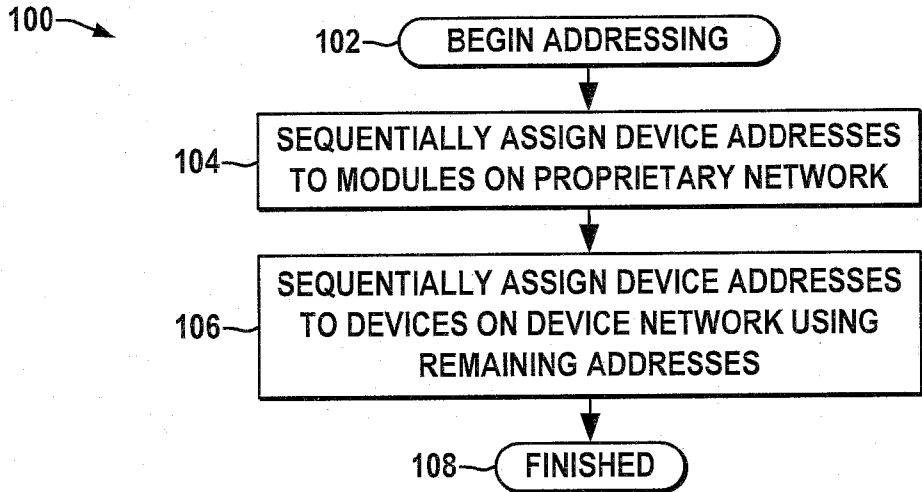 100
102
BEGIN ADDRESSING
104
SEQUENTIALLY ASSIGN DEVICE ADDRESSES
TO MODULES ON PROPRIETARY NETWORK
106
SEQUENTIALLY ASSIGN DEVICE ADDRESSES
TO DEVICES ON DEVICE NETWORK USING
REMAINING ADDRESSES
108
FINISHED